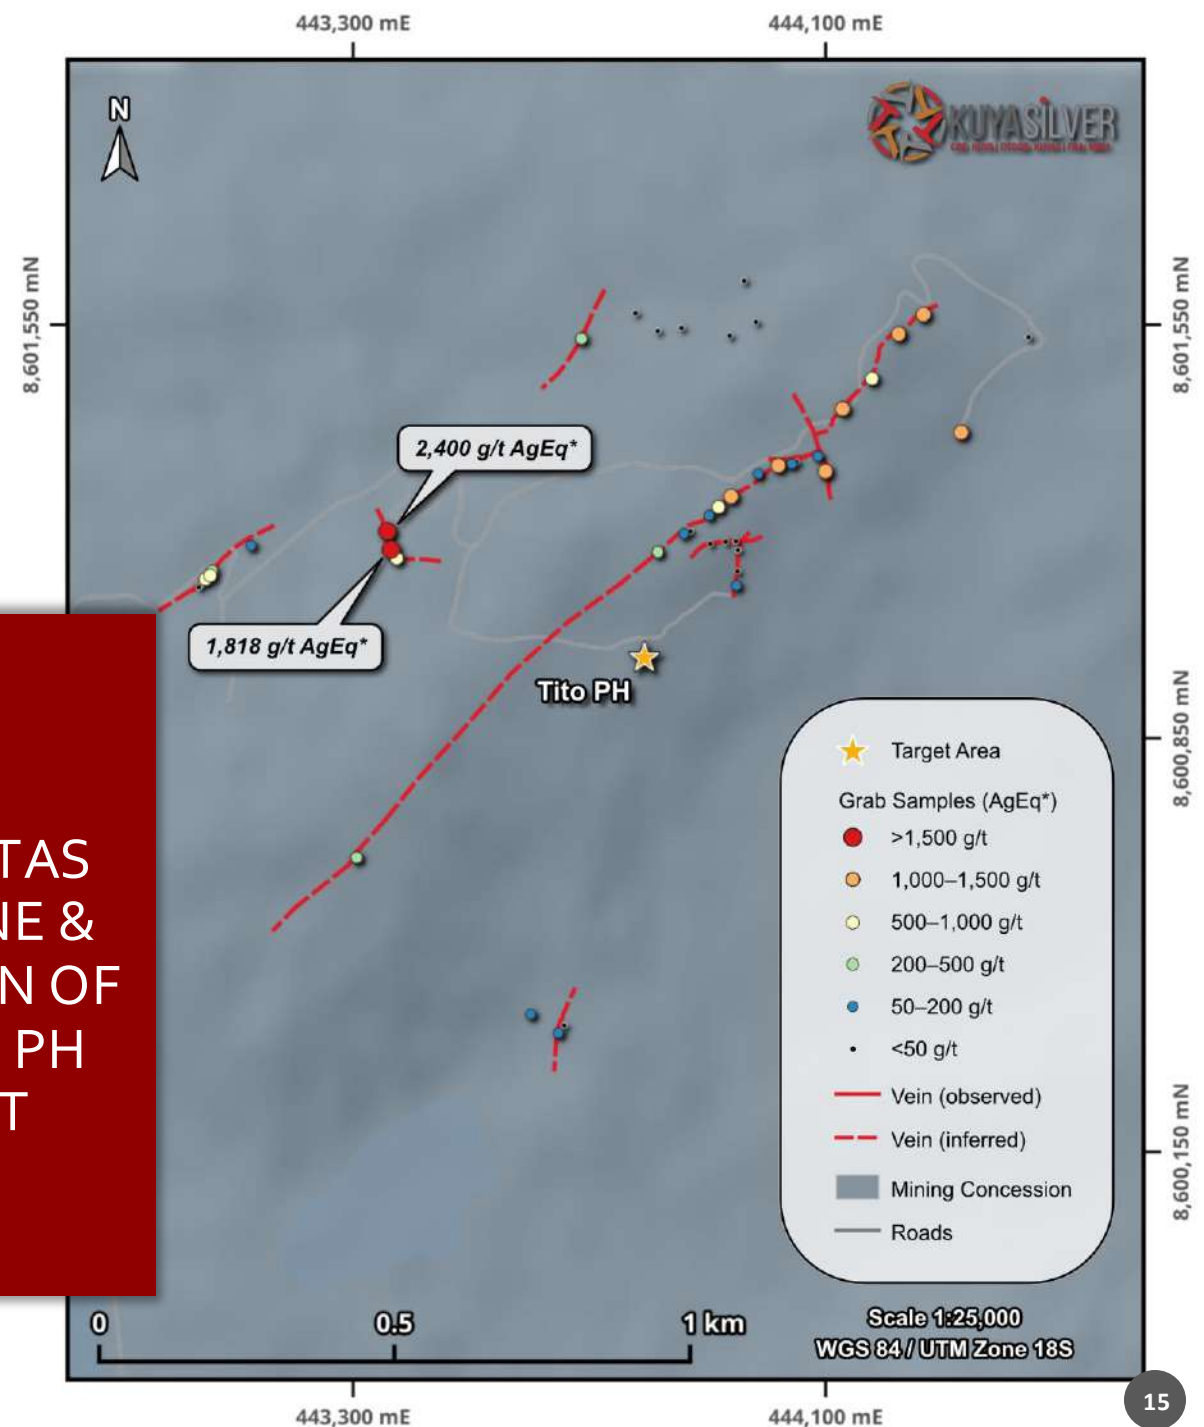 443,300 mE
444,100 mE
N
KUYASILVER
8,601,550 mN
8,601,550 mN
2,400 g/t AgEq*
1,818 g/t AgEq*
Tito PH
TAS
NE &
N OF
PH
T
8,600,850 mN
Target Area
Grab Samples (AgEq*)
>1,500 g/t
1,000–1,500 g/t
500–1,000 g/t
200–500 g/t
50–200 g/t
<50 g/t
Vein (observed)
Vein (inferred)
Mining Concession
Roads
8,600,150 mN
0 0.5 1 km
Scale 1:25,000
WGS 84 / UTM Zone 18S
443,300 mE
444,100 mE
15